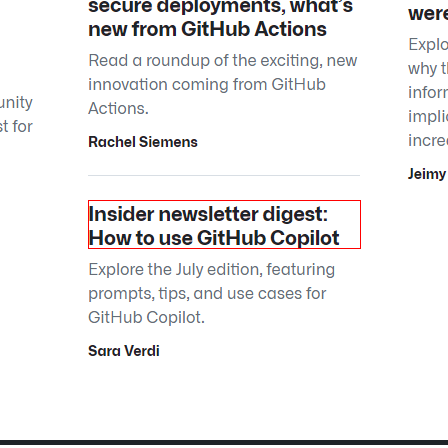 unity
st for
secure deployments, what's
new from GitHub Actions
Read a roundup of the exciting, new
innovation coming from GitHub
Actions.
Rachel Siemens
Insider newsletter digest:
How to use GitHub Copilot
Explore the July edition, featuring
prompts, tips, and use cases for
GitHub Copilot.
Sara Verdi
were
Explo
why t
infor
impli
incre
Jeimy